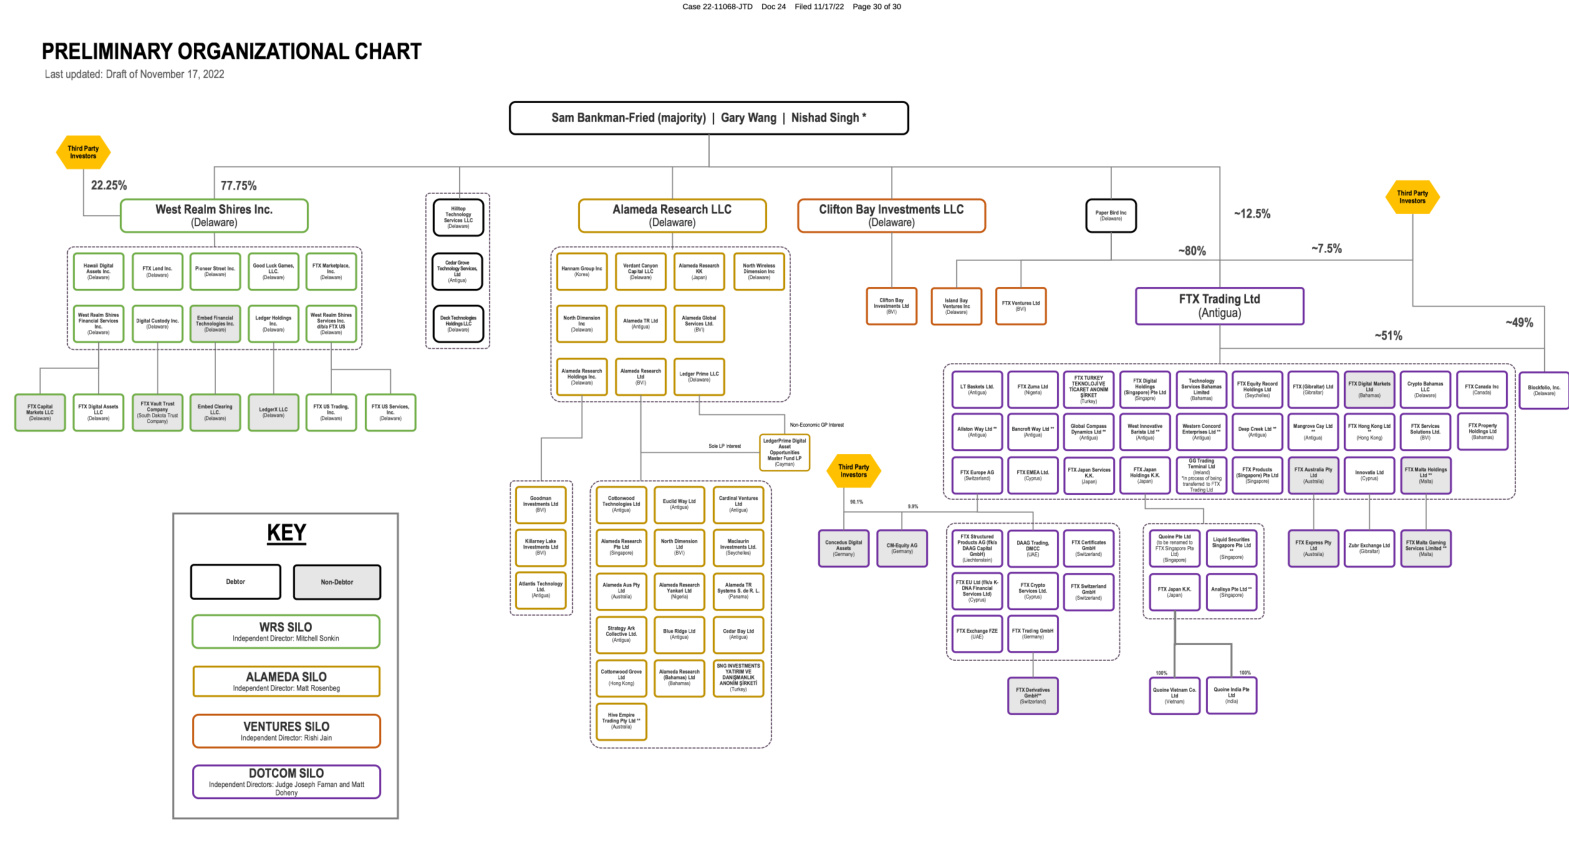 Case 22-11068-JTD Doc 24 Filed 11/17/22 Page 30 of 30
PRELIMINARY ORGANIZATIONAL CHART
Last updated: Draft of November 17, 2022
Sam Bankman-Fried (majority) | Gary Wang | Nishad Singh *
Third Party
Investors
22.25%
77.75%
West Realm Shires Inc.
(Delaware)
Hawaii Digital
Assets Inc.
(Delaware)
FTX Lend Inc.
(Delaware)
Pioneer Street Inc.
(Delaware)
Good Luck Games,
LLC.
(Delaware)
FTX Marketplace,
Inc.
(Delaware)
West Realm Shires
Financial Services
Inc.
(Delaware)
Digital Custody Inc.
(Delaware)
Embed Financial
Technologies Inc.
(Delaware)
Ledger Holdings
Inc.
(Delaware)
West Realm Shires
Services Inc.
d/b/a FTX US
(Delaware)
FTX Capital
Markets LLC
(Delaware)
FTX Digital Assets
LLC
(Delaware)
FTX Vault Trust
Company
(South Dakota Trust
Company)
Embed Clearing
LLC.
(Delaware)
LedgerX LLC
(Delaware)
FTX US Trading,
Inc.
(Delaware)
FTX US Services,
Inc.
(Delaware)
Hilltop
Technology
Services LLC
(Delaware)
Cedar Grove
Technology Services,
Ltd
(Antigua)
Deck Technologies
Holdings LLC
(Delaware)
Alameda Research LLC
(Delaware)
Hannam Group Inc
(Korea)
Verdant Canyon
Capital LLC
(Delaware)
Alameda Research
KK
(Japan)
North Wireless
Dimension Inc
(Delaware)
North Dimension
Inc
(Delaware)
Alameda TR Ltd
(Antigua)
Alameda Global
Services Ltd.
(BVI)
Alameda Research
Holdings Inc.
(Delaware)
Alameda Research
Ltd
(BVI)
Ledger Prime LLC
(Delaware)
Non-Economic GP Interest
Sole LP Interest
LedgerPrime Digital
Asset
Opportunities
Master Fund LP
(Cayman)
Goodman
Investments Ltd
(BVI)
Killarney Lake
Investments Ltd
(BVI)
Atlantis Technology
Ltd.
(Antigua)
Cottonwood
Technologies Ltd
(Antigua)
Euclid Way Ltd
(Antigua)
Cardinal Ventures
Ltd
(Antigua)
Alameda Research
Pte Ltd
(Singapore)
North Dimension
Ltd
(BVI)
Maclaurin
Investments Ltd.
(Seychelles)
Alameda Aus Pty
Ltd
(Australia)
Alameda Research
Yankari Ltd
(Nigeria)
Alameda TR
Systems S. de R. L.
(Panama)
Strategy Ark
Collective Ltd.
(Antigua)
Blue Ridge Ltd
(Antigua)
Cedar Bay Ltd
(Antigua)
Cottonwood Grove
Ltd
(Hong Kong)
Alameda Research
(Bahamas) Ltd
(Bahamas)
BNG INVESTMENTS
YATIRIM VE
DANIŞMANLIK
ANONİM ŞİRKETİ
(Turkey)
Hive Empire
Trading Pty Ltd **
(Australia)
Clifton Bay Investments LLC
(Delaware)
Clifton Bay
Investments Ltd
(BVI)
Paper Bird Inc
(Delaware)
Island Bay
Ventures Inc
(Delaware)
FTX Ventures Ltd
(BVI)
~12.5%
~80%
~7.5%
Third Party
Investors
FTX Trading Ltd
(Antigua)
~51%
~49%
Blockfolio, Inc.
(Delaware)
LT Baskets Ltd.
(Antigua)
FTX Zuma Ltd
(Nigeria)
FTX TURKEY
TEKNOLOJİ VE
TİCARET ANONİM
ŞİRKET
(Turkey)
FTX Digital
Holdings
(Singapore) Pte Ltd
(Singapre)
Technology
Services Bahamas
Limited
(Bahamas)
FTX Equity Record
Holdings Ltd
(Seychelles)
FTX (Gibraltar) Ltd
(Gibraltar)
FTX Digital Markets
Ltd
(Bahamas)
Crypto Bahamas
LLC
(Delaware)
FTX Canada Inc
(Canada)
Allston Way Ltd **
(Antigua)
Bancroft Way Ltd **
(Antigua)
Global Compass
Dynamics Ltd **
(Antigua)
West Innovative
Barista Ltd **
(Antigua)
Western Concord
Enterprises Ltd **
(Antigua)
Deep Creek Ltd **
(Antigua)
Mangrove Cay Ltd
**
(Antigua)
FTX Hong Kong Ltd
**
(Hong Kong)
FTX Services
Solutions Ltd.
(BVI)
FTX Property
Holdings Ltd
(Bahamas)
FTX Europe AG
(Switzerland)
FTX EMEA Ltd.
(Cyprus)
FTX Japan Services
K.K.
(Japan)
FTX Japan
Holdings K.K.
(Japan)
GG Trading
Terminal Ltd
(Ireland)
*In process of being
transferred to FTX
Trading Ltd
FTX Products
(Singapore) Pte Ltd
(Singapore)
FTX Australia Pty
Ltd
(Australia)
Innovatia Ltd
(Cyprus)
FTX Malta Holdings
Ltd **
(Malta)
Third Party
Investors
90.1%
9.9%
Concedus Digital
Assets
(Germany)
CM-Equity AG
(Germany)
FTX Structured
Products AG (f/k/a
DAAG Capital
GmbH)
(Liechtenstein)
DAAG Trading,
DMCC
(UAE)
FTX Certificates
GmbH
(Switzerland)
FTX EU Ltd (f/k/a K-
DNA Financial
Services Ltd)
(Cyprus)
FTX Crypto
Services Ltd.
(Cyprus)
FTX Switzerland
GmbH
(Switzerland)
FTX Exchange FZE
(UAE)
FTX Trading GmbH
(Germany)
FTX Derivatives
GmbH**
(Switzerland)
Quoine Pte Ltd
(to be renamed to
FTX Singapore Pte
Ltd).
(Singapore)
Liquid Securities
Singapore Pte Ltd
**
(Singapore)
FTX Japan K.K.
(Japan)
Analisya Pte Ltd **
(Singapore)
100%
100%
Quoine Vietnam Co.
Ltd
(Vietnam)
Quoine India Pte
Ltd
(India)
FTX Express Pty
Ltd
(Australia)
Zubr Exchange Ltd
(Gibraltar)
FTX Malta Gaming
Services Limited **
(Malta)
KEY
Debtor
Non-Debtor
WRS SILO
Independent Director: Mitchell Sonkin
ALAMEDA SILO
Independent Director: Matt Rosenbeg
VENTURES SILO
Independent Director: Rishi Jain
DOTCOM SILO
Independent Directors: Judge Joseph Farnan and Matt
Doheny